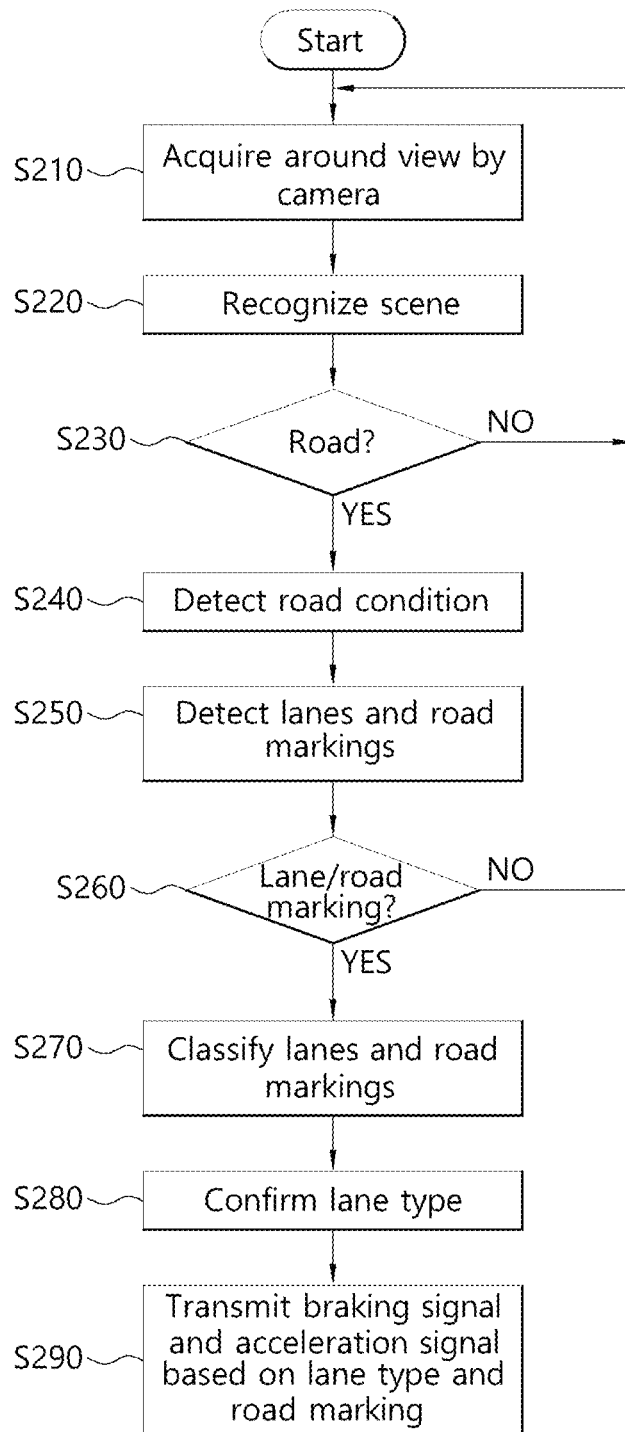 Start
S210
Acquire around view by
camera
S220
Recognize scene
S230
Road?
NO
YES
S240
Detect road condition
S250
Detect lanes and road
markings
S260
Lane/road
marking?
NO
YES
S270
Classify lanes and road
markings
S280
Confirm lane type
S290
Transmit braking signal
and acceleration signal
based on lane type and
road marking